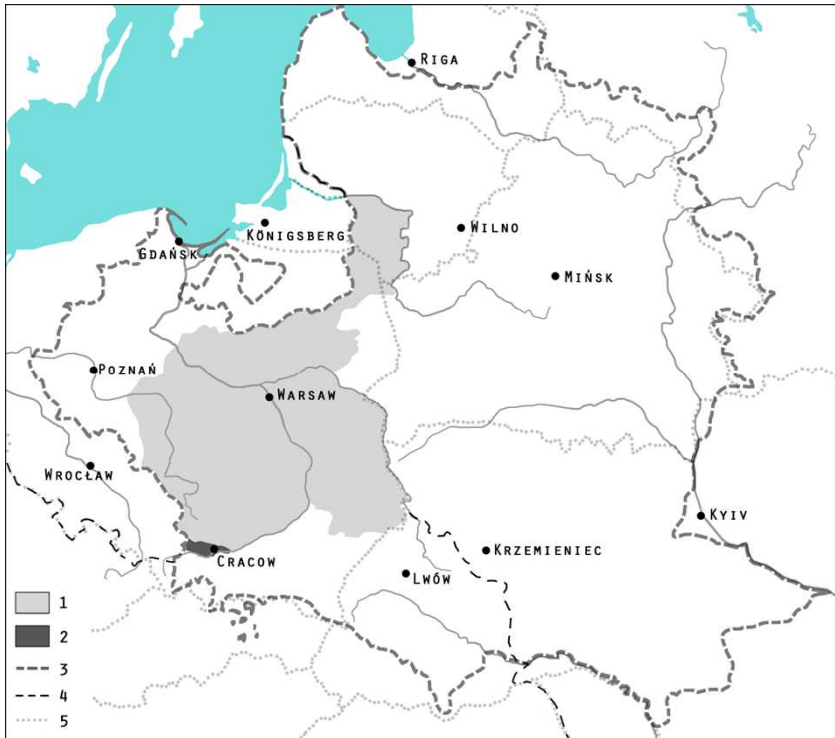 RIGA
WILNO
KÖNIGSBERG
GDAŃSK
MIŃSK
POZNAŃ
WARSAW
WROCŁAW
KYIV
KRZEMIENIEC
CRACOW
LWÓW
1
2
3
4
5